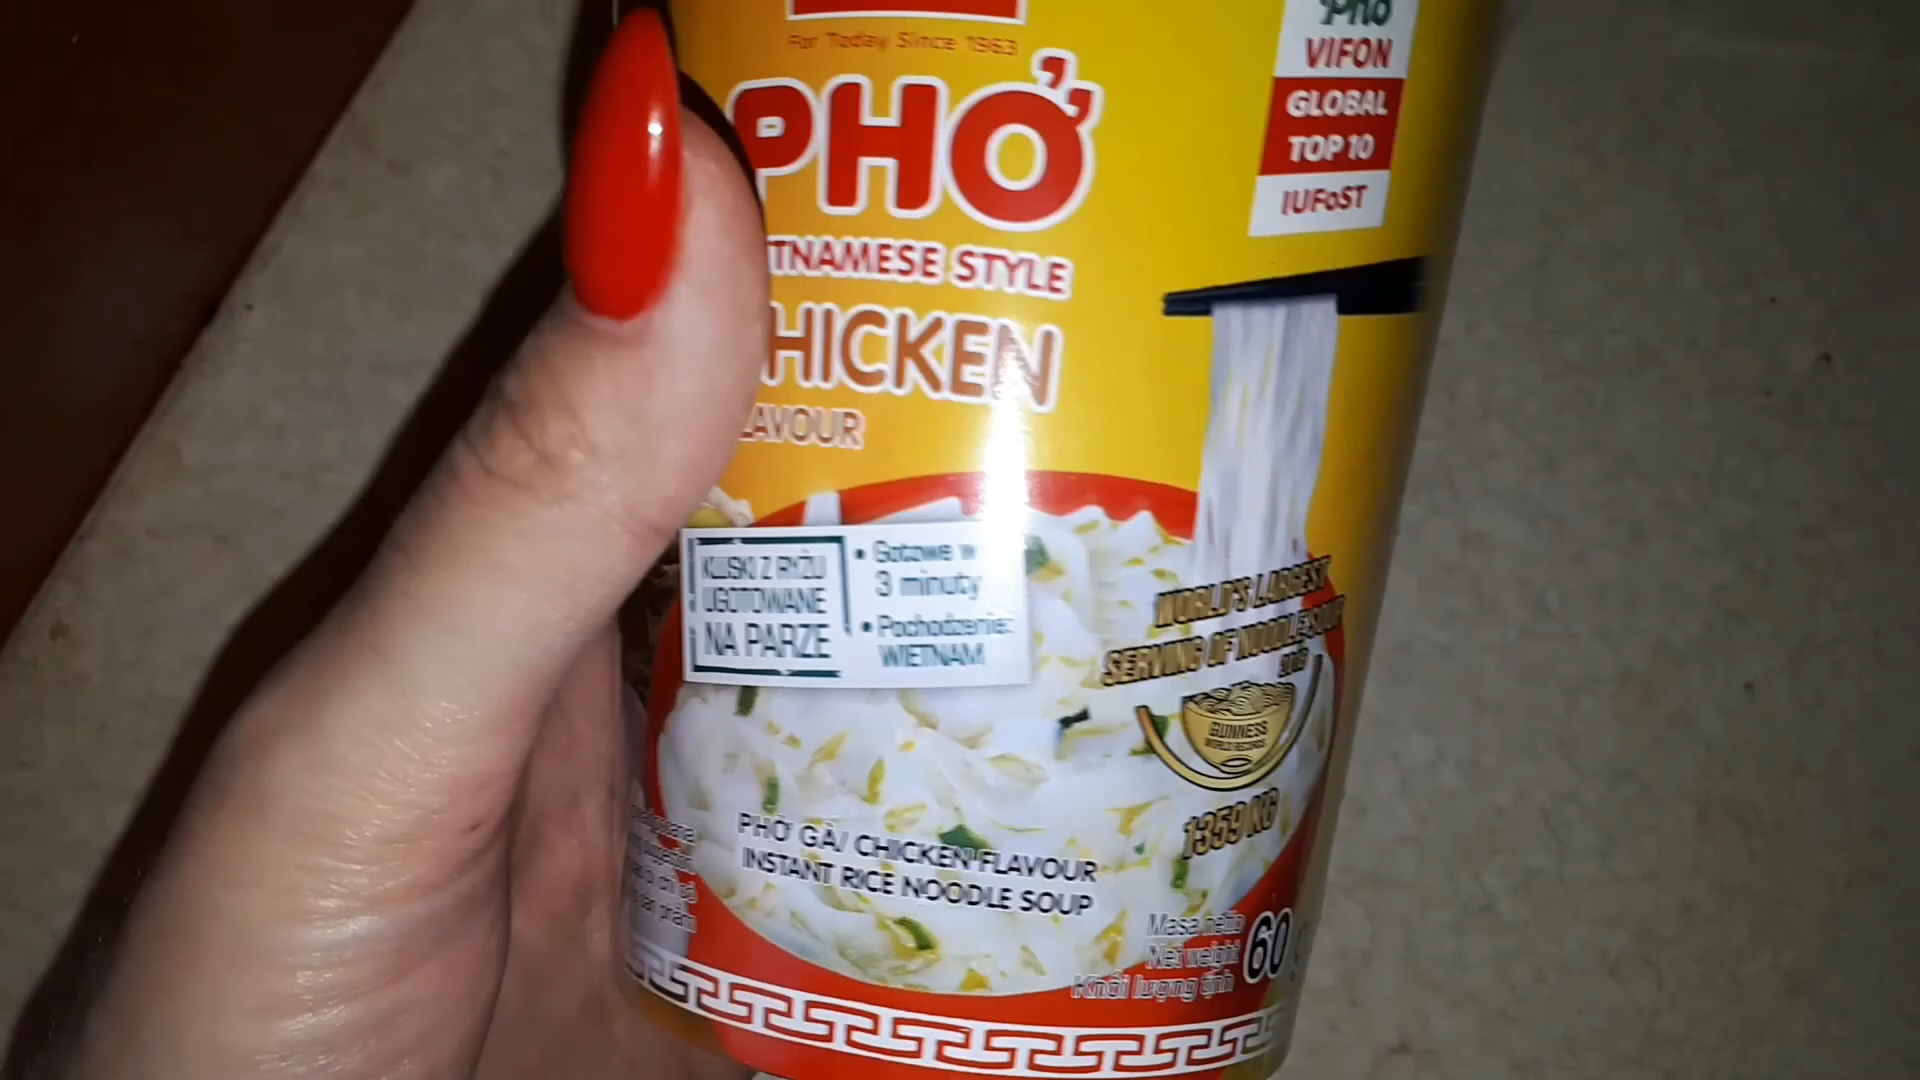 For Today Since 1963
PHỞ
TNAMESE STYLE
HICKEN
LAVOUR
Phở
VIFON
GLOBAL
TOP 10
IUFoST
KLUSKI Z RYŻU
UGOTOWANE
NA PARZE
• Gotowe w
3 minuty
• Pochodzenie:
WIETNAM
WORLD'S LARGEST
SERVING OF NOODLE SOUP
2018
GUINNESS
WORLD RECORDS
1359 KG
PHỞ GÀ/ CHICKEN FLAVOUR
INSTANT RICE NOODLE SOUP
Masa netto
Net weight
Khối lượng tịnh
60 g